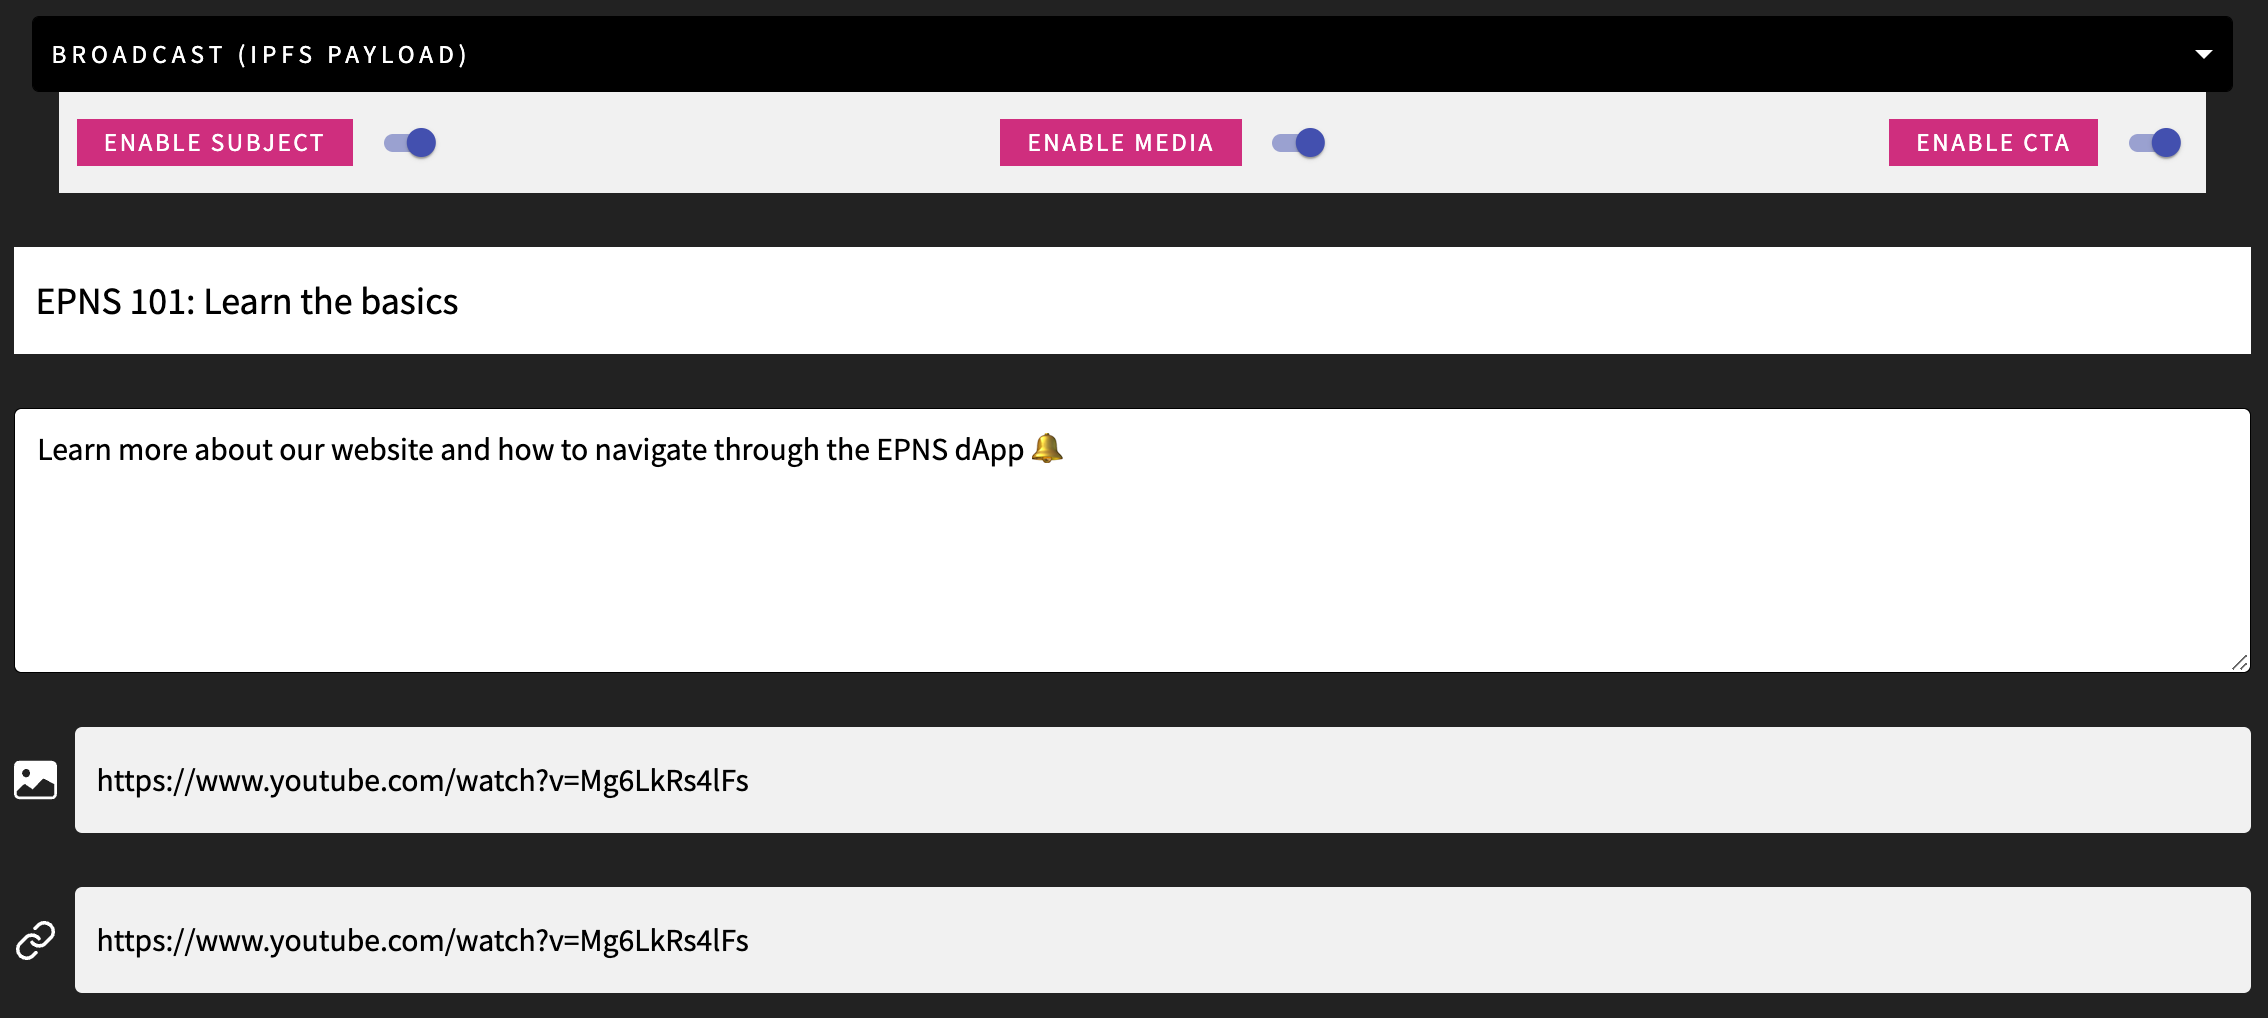 BROADCAST (IPFS PAYLOAD)
ENABLE SUBJECT
ENABLE MEDIA
ENABLE CTA
EPNS 101: Learn the basics
Learn more about our website and how to navigate through the EPNS dApp 🔔
https://www.youtube.com/watch?v=Mg6LkRs4lFs
https://www.youtube.com/watch?v=Mg6LkRs4lFs